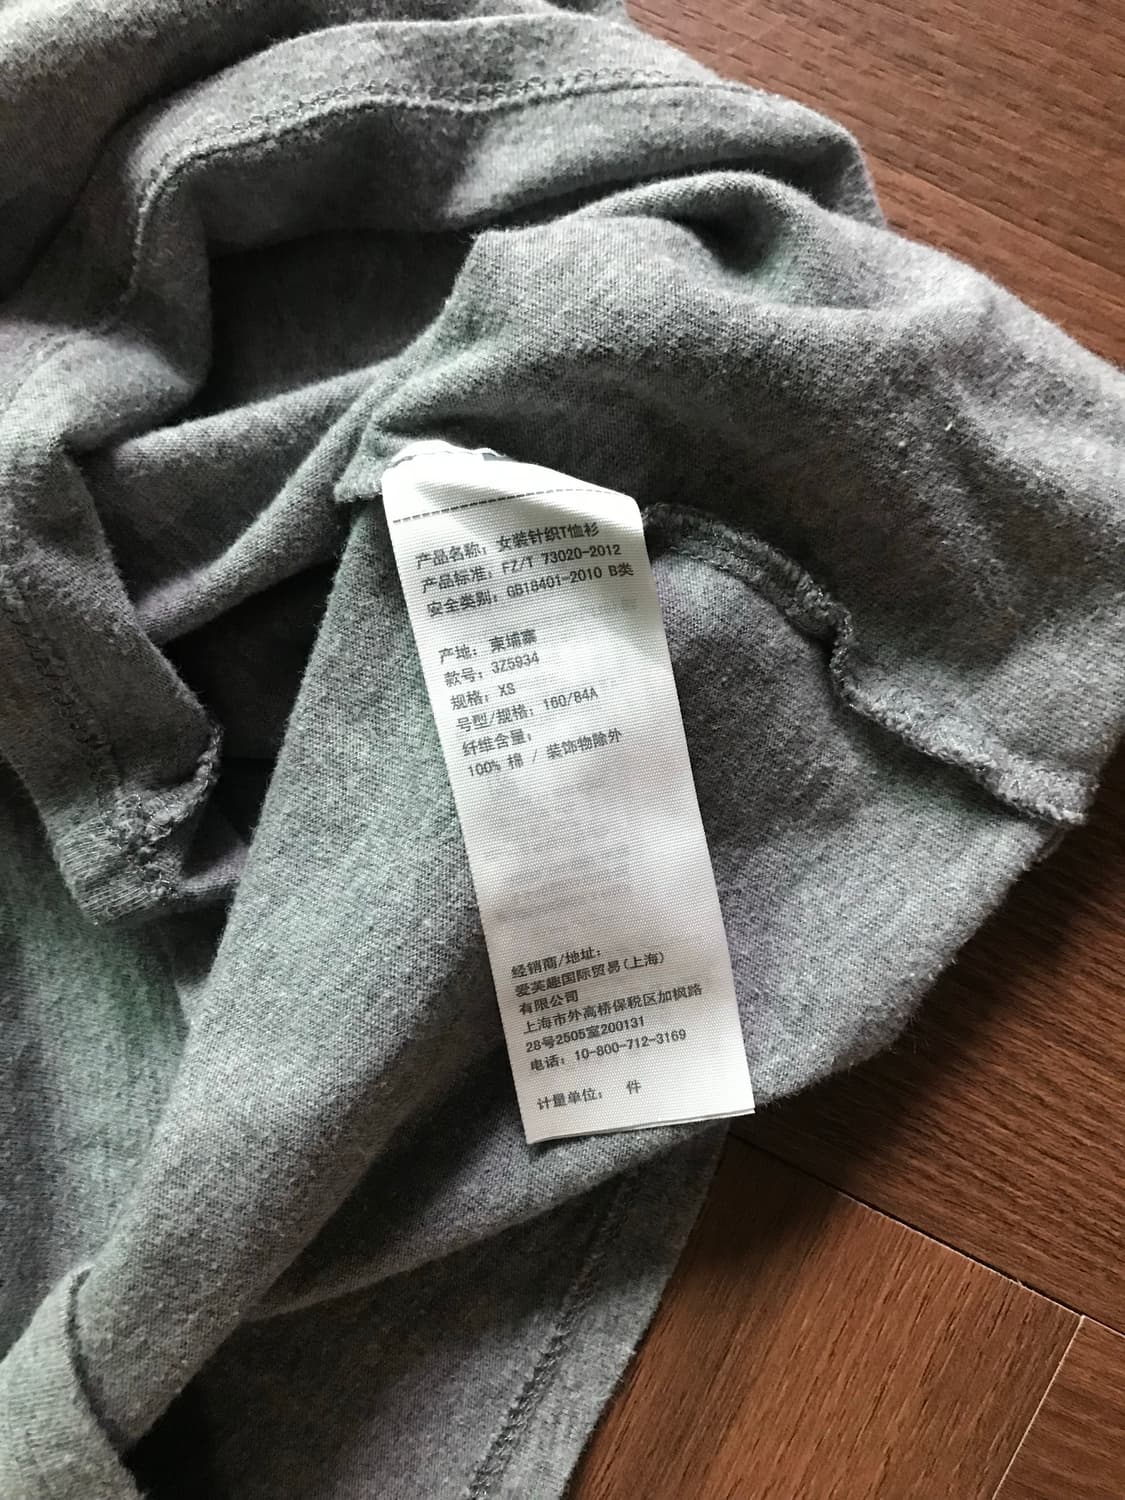 产品名称： 女装针织T恤衫
产品标准： FZ/T 73020-2012
安全类别： GB18401-2010 B类
产地：柬埔寨
款号：3Z5934
规格：XS
号型/规格：160/84A
纤维含量：
100% 棉 / 装饰物除外
经销商/地址：
爱芙趣国际贸易(上海)
有限公司
上海市外高桥保税区加枫路
28号2505室200131
电话：10-800-712-3169
计量单位： 件